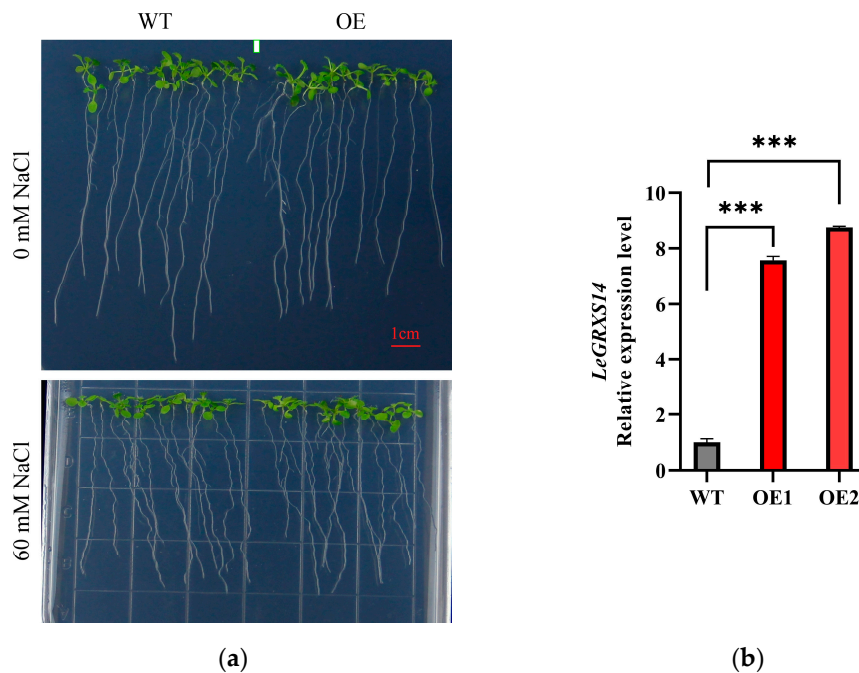 WT OE
0 mM NaCl
1cm
60 mM NaCl
(a)
***
***
LeGRXS14
Relative expression level
10
8
6
4
2
0
WT OE1 OE2
(b)